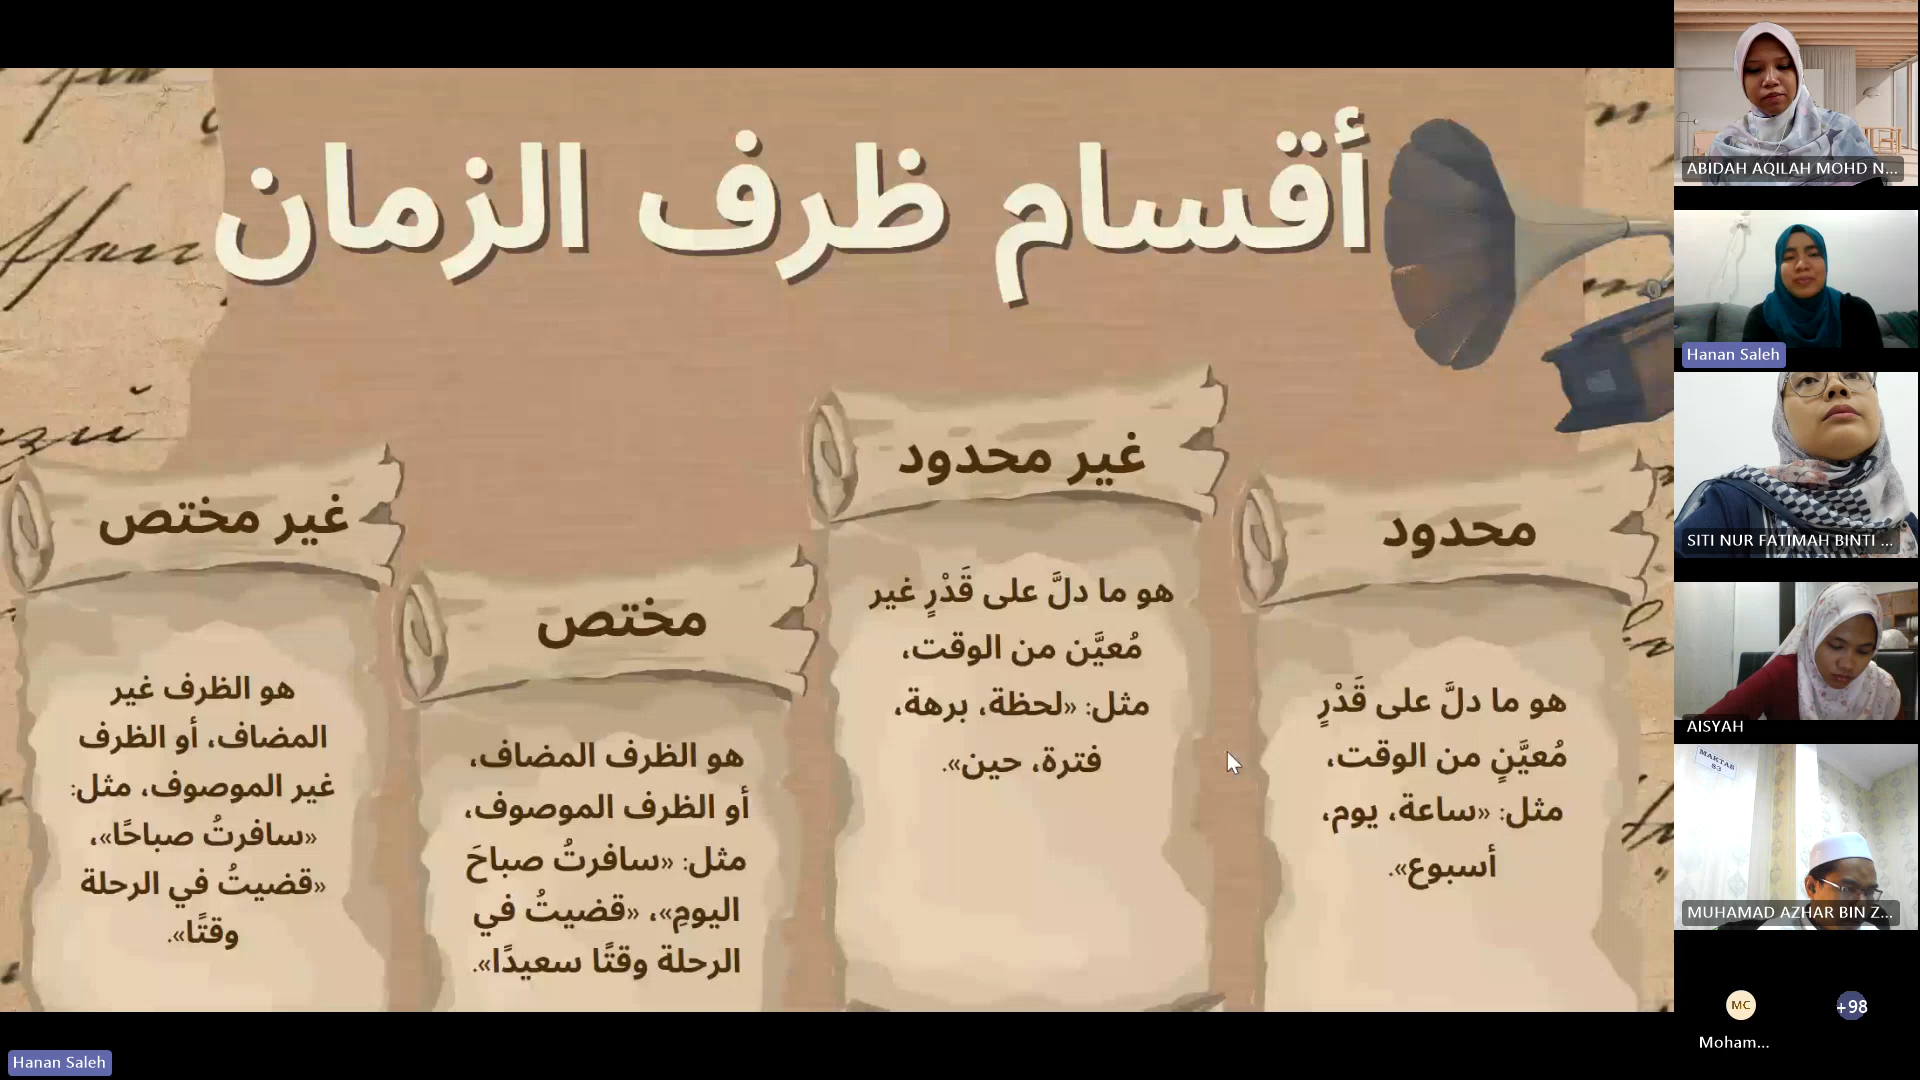 أقسام ظرف الزمان
محدود
هو ما دلَّ على قَدْرٍ
مُعيَّنٍ من الوقت،
مثل: «ساعة، يوم،
أسبوع».
غير محدود
هو ما دلَّ على قَدْرٍ غير
مُعيَّن من الوقت،
مثل: «لحظة، برهة،
فترة، حين».
مختص
هو الظرف المضاف،
أو الظرف الموصوف،
مثل: «سافرتُ صباحَ
اليومِ»، «قضيتُ في
الرحلة وقتًا سعيدًا».
غير مختص
هو الظرف غير
المضاف، أو الظرف
غير الموصوف، مثل:
«سافرتُ صباحًا»،
«قضيتُ في الرحلة
وقتًا».
ABIDAH AQILAH MOHD N...
Hanan Saleh
SITI NUR FATIMAH BINTI ...
AISYAH
MAKTAB
83
MUHAMAD AZHAR BIN Z...
MC
+98
Moham...
Hanan Saleh